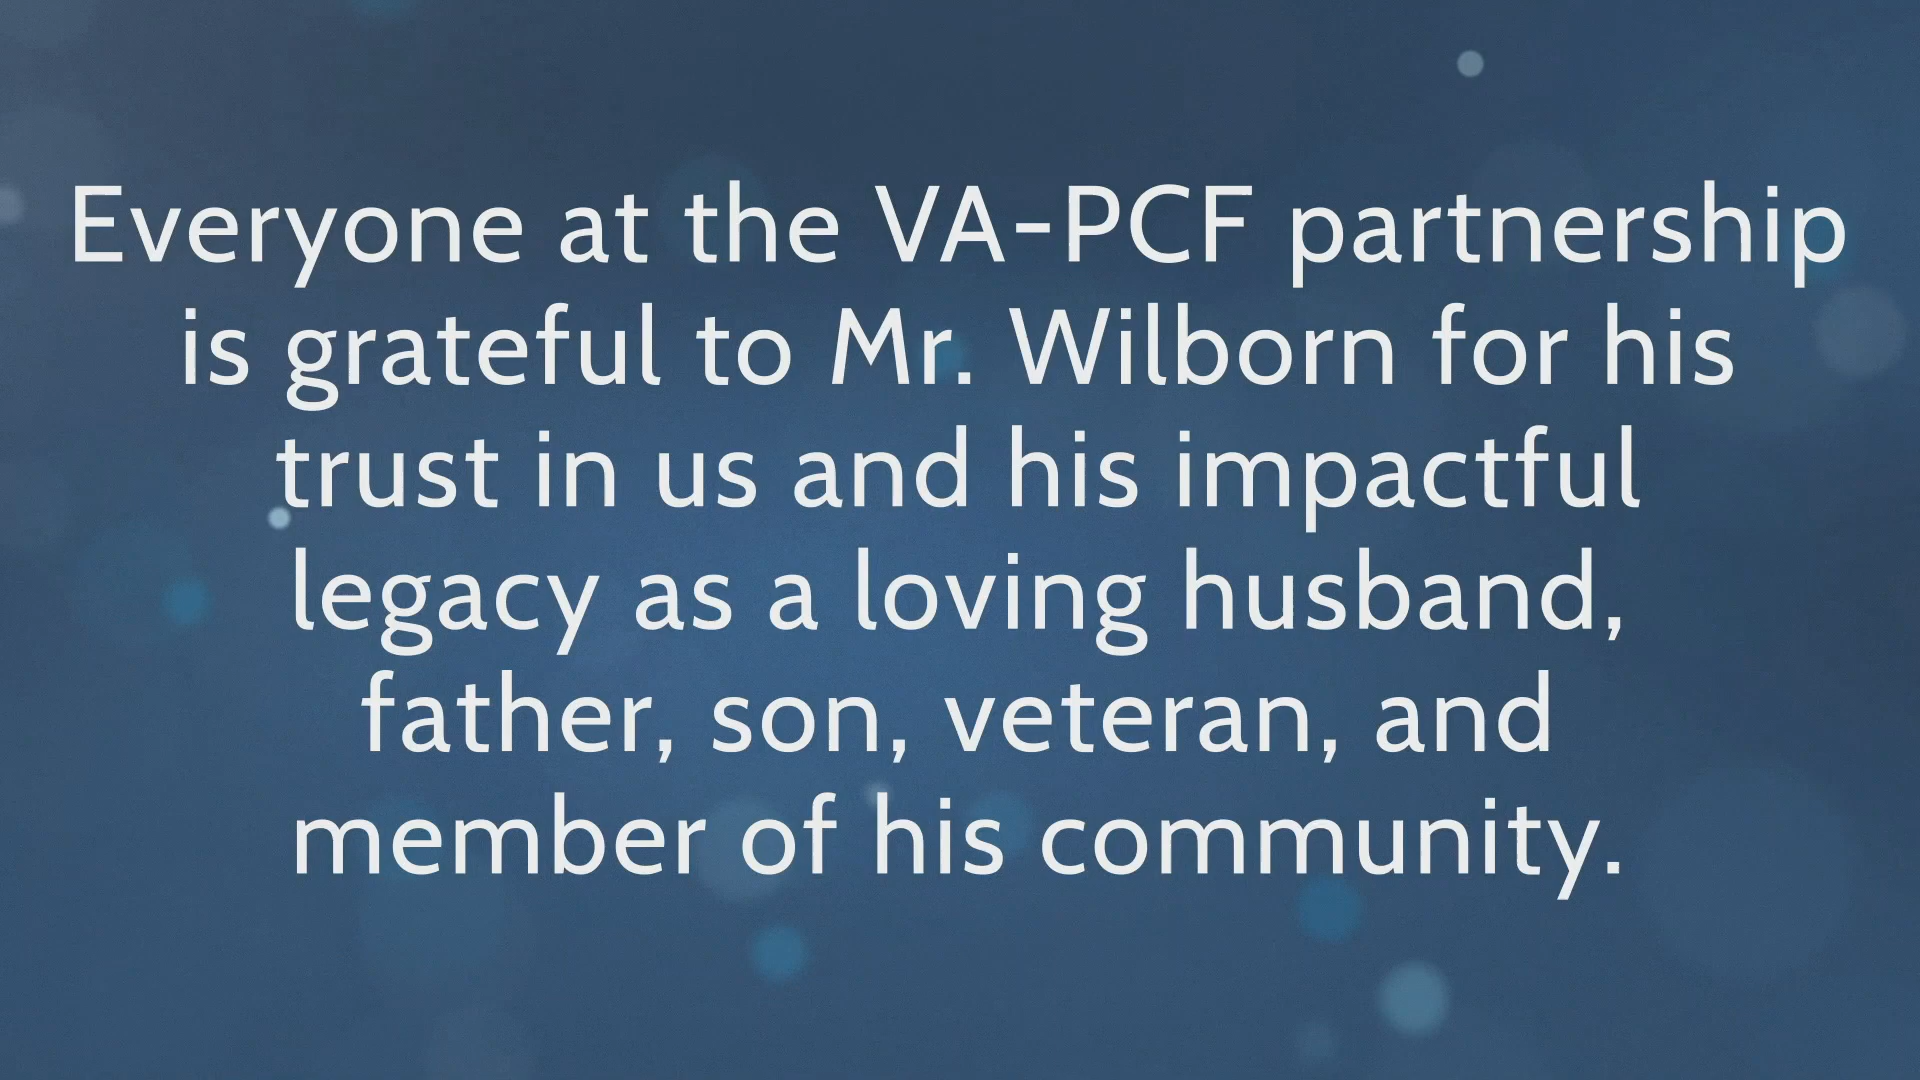 Everyone at the VA-PCF partnership
is grateful to Mr. Wilborn for his
trust in us and his impactful
legacy as a loving husband,
father, son, veteran, and
member of his community.